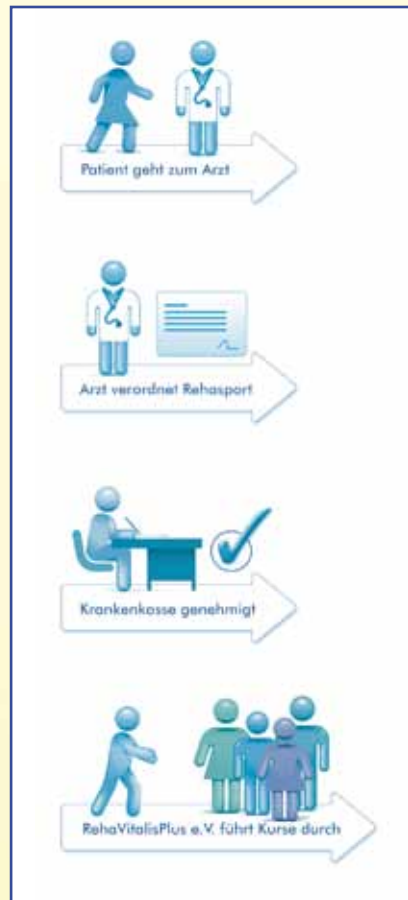 Patient geht zum Arzt
Arzt verordnet Rehasport
Krankenkasse genehmigt
RehaVitalisPlus e.V. führt Kurse durch